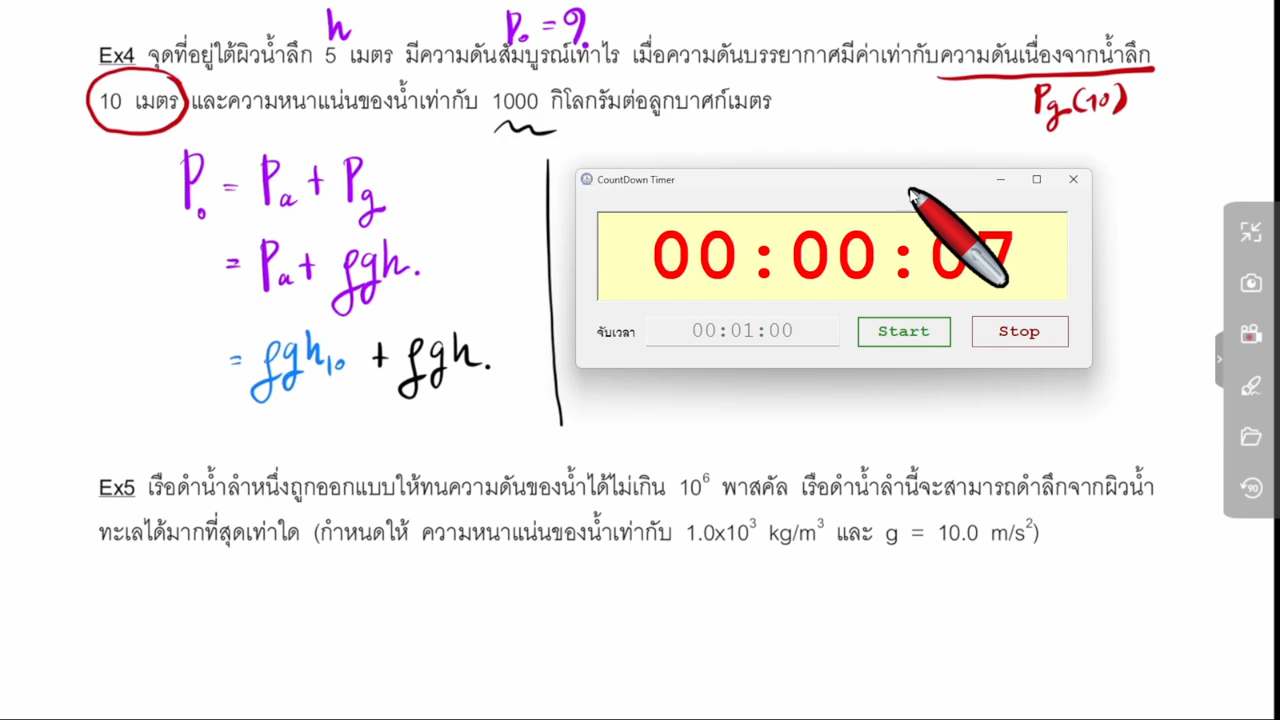 h P₀ = ?
Ex4 จุดที่อยู่ใต้ผิวน้ำลึก 5 เมตร มีความดันสัมบูรณ์เท่าไร เมื่อความดันบรรยากาศมีค่าเท่ากับความดันเนื่องจากน้ำลึก
10 เมตร และความหนาแน่นของน้ำเท่ากับ 1000 กิโลกรัมต่อลูกบาศก์เมตร
Pg(10)
P₀ = Pa + Pg
= Pa + ρgh.
= ρgh₁₀ + ρgh.
CountDown Timer
00:00:07
จับเวลา 00:01:00 Start Stop
90
Ex5 เรือดำน้ำลำหนึ่งถูกออกแบบให้ทนความดันของน้ำได้ไม่เกิน 10⁶ พาสคัล เรือดำน้ำลำนี้จะสามารถดำลึกจากผิวน้ำ
ทะเลได้มากที่สุดเท่าใด (กำหนดให้ ความหนาแน่นของน้ำเท่ากับ 1.0x10³ kg/m³ และ g = 10.0 m/s²)